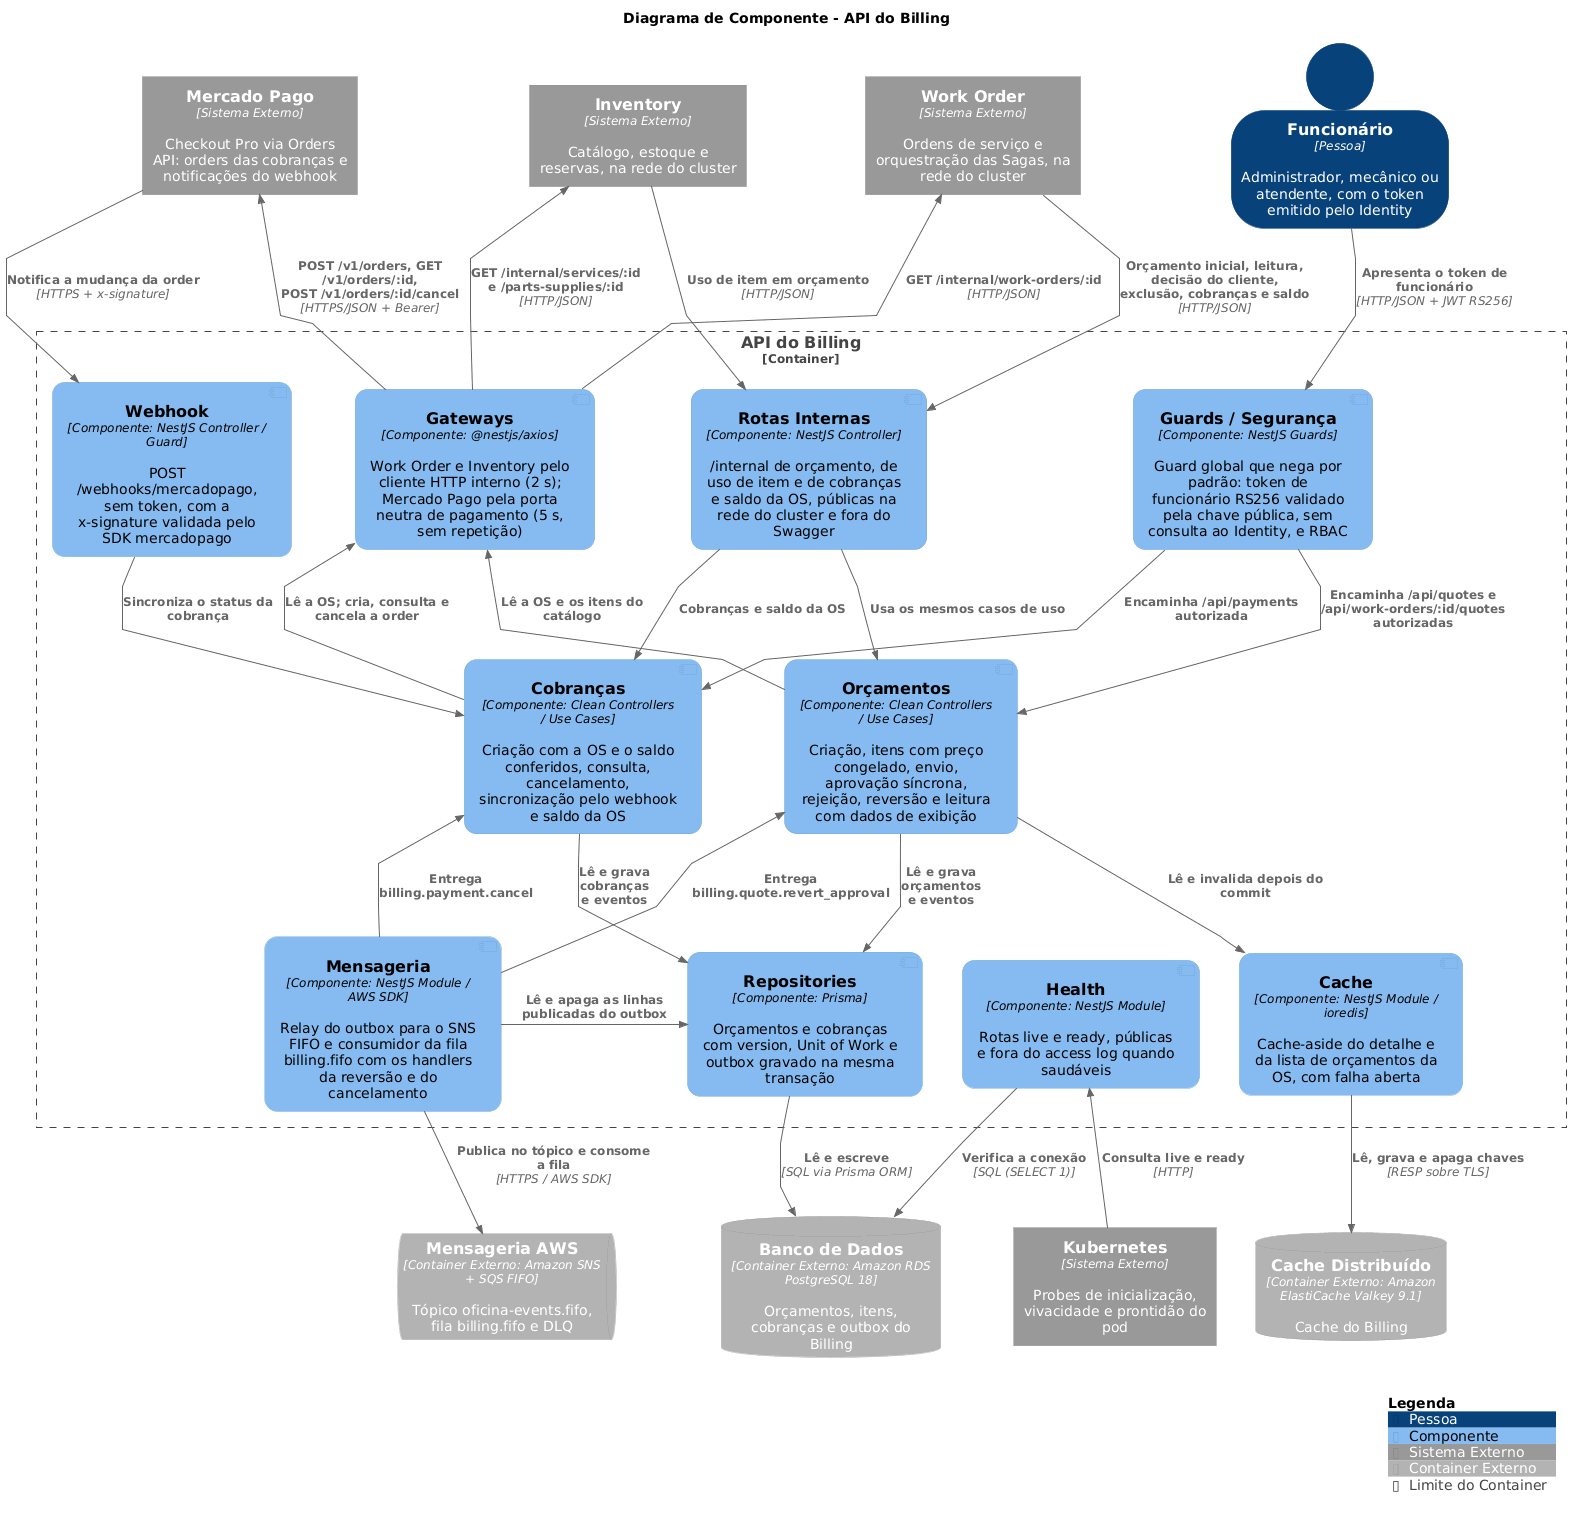 Diagrama de Componente - API do Billing
Mercado Pago
[Sistema Externo]
Checkout Pro via Orders
API: orders das cobranças e
notificações do webhook
Inventory
[Sistema Externo]
Catálogo, estoque e
reservas, na rede do cluster
Work Order
[Sistema Externo]
Ordens de serviço e
orquestração das Sagas, na
rede do cluster
Funcionário
[Pessoa]
Administrador, mecânico ou
atendente, com o token
emitido pelo Identity
Notifica a mudança da order
[HTTPS + x-signature]
POST /v1/orders, GET
/v1/orders/:id,
POST /v1/orders/:id/cancel
[HTTPS/JSON + Bearer]
GET /internal/services/:id
e /parts-supplies/:id
[HTTP/JSON]
Uso de item em orçamento
[HTTP/JSON]
GET /internal/work-orders/:id
[HTTP/JSON]
Orçamento inicial, leitura,
decisão do cliente,
exclusão, cobranças e saldo
[HTTP/JSON]
Apresenta o token de
funcionário
[HTTP/JSON + JWT RS256]
API do Billing
[Container]
Webhook
[Componente: NestJS Controller /
Guard]
POST
/webhooks/mercadopago,
sem token, com a
x-signature validada pelo
SDK mercadopago
Gateways
[Componente: @nestjs/axios]
Work Order e Inventory pelo
cliente HTTP interno (2 s);
Mercado Pago pela porta
neutra de pagamento (5 s,
sem repetição)
Rotas Internas
[Componente: NestJS Controller]
/internal de orçamento, de
uso de item e de cobranças
e saldo da OS, públicas na
rede do cluster e fora do
Swagger
Guards / Segurança
[Componente: NestJS Guards]
Guard global que nega por
padrão: token de
funcionário RS256 validado
pela chave pública, sem
consulta ao Identity, e RBAC
Sincroniza o status da
cobrança
Lê a OS; cria, consulta e
cancela a order
Lê a OS e os itens do
catálogo
Cobranças e saldo da OS
Usa os mesmos casos de uso
Encaminha /api/payments
autorizada
Encaminha /api/quotes e
/api/work-orders/:id/quotes
autorizadas
Cobranças
[Componente: Clean Controllers
/ Use Cases]
Criação com a OS e o saldo
conferidos, consulta,
cancelamento,
sincronização pelo webhook
e saldo da OS
Orçamentos
[Componente: Clean Controllers
/ Use Cases]
Criação, itens com preço
congelado, envio,
aprovação síncrona,
rejeição, reversão e leitura
com dados de exibição
Entrega
billing.payment.cancel
Lê e grava
cobranças
e eventos
Entrega
billing.quote.revert_approval
Lê e grava
orçamentos
e eventos
Lê e invalida depois do
commit
Mensageria
[Componente: NestJS Module /
AWS SDK]
Relay do outbox para o SNS
FIFO e consumidor da fila
billing.fifo com os handlers
da reversão e do
cancelamento
Lê e apaga as linhas
publicadas do outbox
Repositories
[Componente: Prisma]
Orçamentos e cobranças
com version, Unit of Work e
outbox gravado na mesma
transação
Health
[Componente: NestJS Module]
Rotas live e ready, públicas
e fora do access log quando
saudáveis
Cache
[Componente: NestJS Module /
ioredis]
Cache-aside do detalhe e
da lista de orçamentos da
OS, com falha aberta
Publica no tópico e consome
a fila
[HTTPS / AWS SDK]
Lê e escreve
[SQL via Prisma ORM]
Verifica a conexão
[SQL (SELECT 1)]
Consulta live e ready
[HTTP]
Lê, grava e apaga chaves
[RESP sobre TLS]
Mensageria AWS
[Container Externo: Amazon SNS
+ SQS FIFO]
Tópico oficina-events.fifo,
fila billing.fifo e DLQ
Banco de Dados
[Container Externo: Amazon RDS
PostgreSQL 18]
Orçamentos, itens,
cobranças e outbox do
Billing
Kubernetes
[Sistema Externo]
Probes de inicialização,
vivacidade e prontidão do
pod
Cache Distribuído
[Container Externo: Amazon
ElastiCache Valkey 9.1]
Cache do Billing
Legenda
Pessoa
Componente
Sistema Externo
Container Externo
Limite do Container